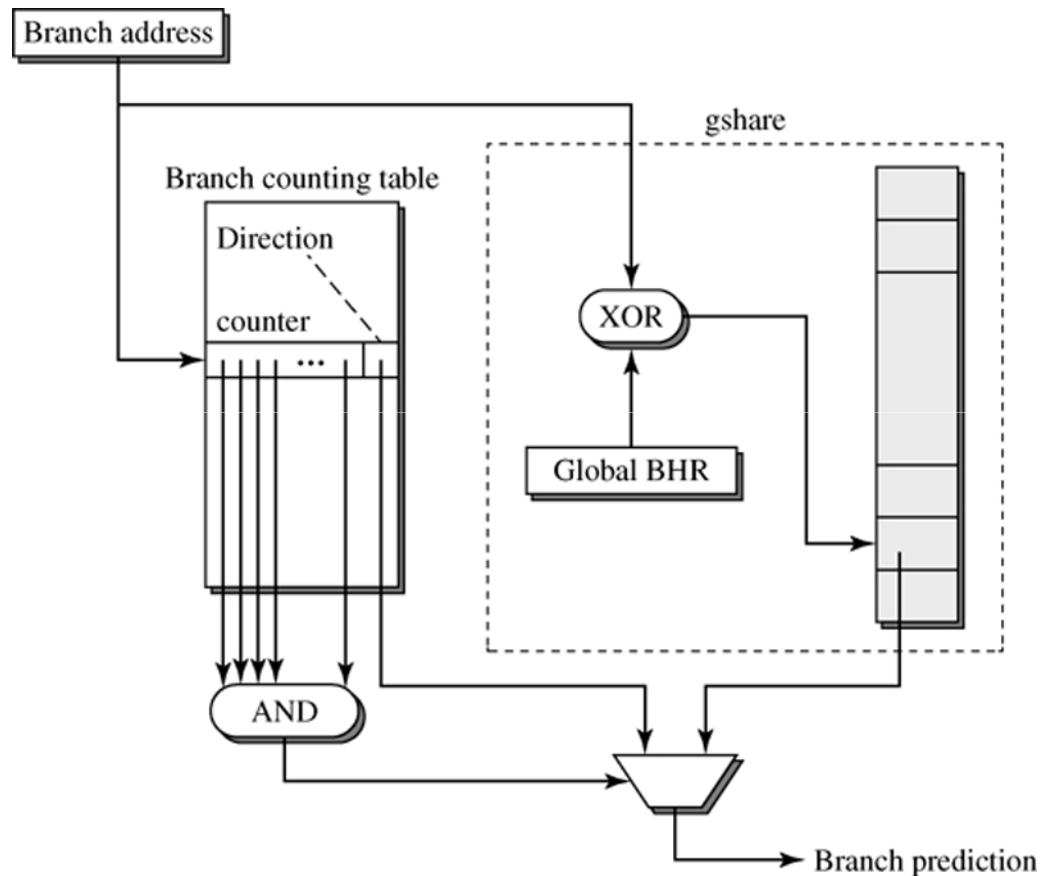 Branch address
gshare
Branch counting table
Direction
counter
...
XOR
Global BHR
AND
Branch prediction